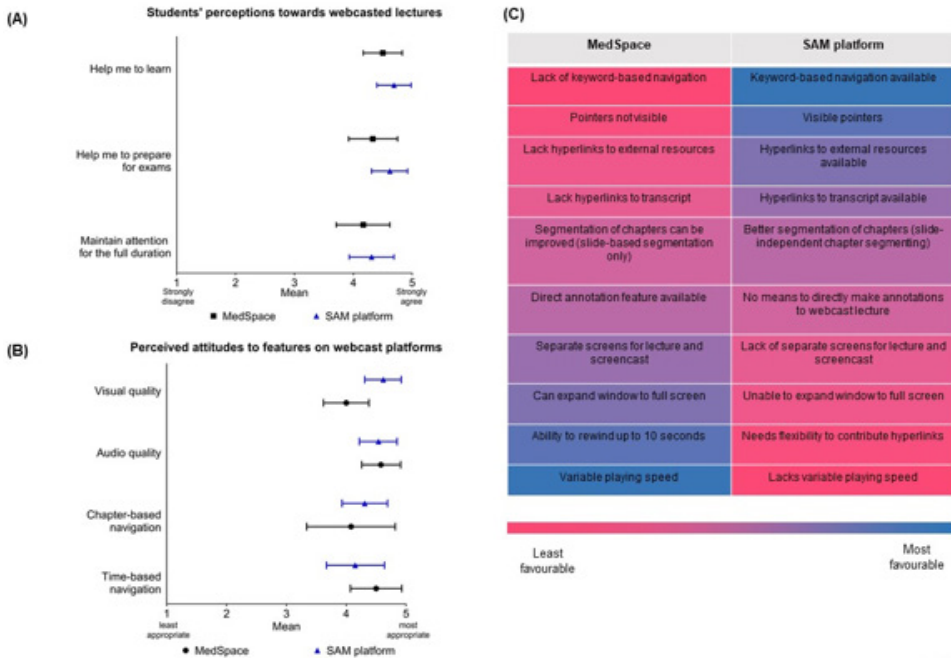 (A)
Students' perceptions towards webcasted lectures
Help me to learn
Help me to prepare
for exams
Maintain attention
for the full duration
1 2 3 4 5
Strongly
disagree
Mean
Strongly
agree
MedSpace SAM platform
(B)
Perceived attitudes to features on webcast platforms
Visual quality
Audio quality
Chapter-based
navigation
Time-based
navigation
1 2 3 4 5
least
appropriate
Mean
most
appropriate
MedSpace SAM platform
(C)
MedSpace SAM platform
Lack of keyword-based navigation Keyword-based navigation available
Pointers not visible Visible pointers
Lack hyperlinks to external resources Hyperlinks to external resources
available
Lack hyperlinks to transcript Hyperlinks to transcript available
Segmentation of chapters can be Better segmentation of chapters (slide-
improved (slide-based segmentation independent chapter segmenting)
only)
Direct annotation feature available No means to directly make annotations
to webcast lecture
Separate screens for lecture and Lack of separate screens for lecture and
screencast screencast
Can expand window to full screen Unable to expand window to full screen
Ability to rewind up to 10 seconds Needs flexibility to contribute hyperlinks
Variable playing speed Lacks variable playing speed
Least
favourable
Most
favourable